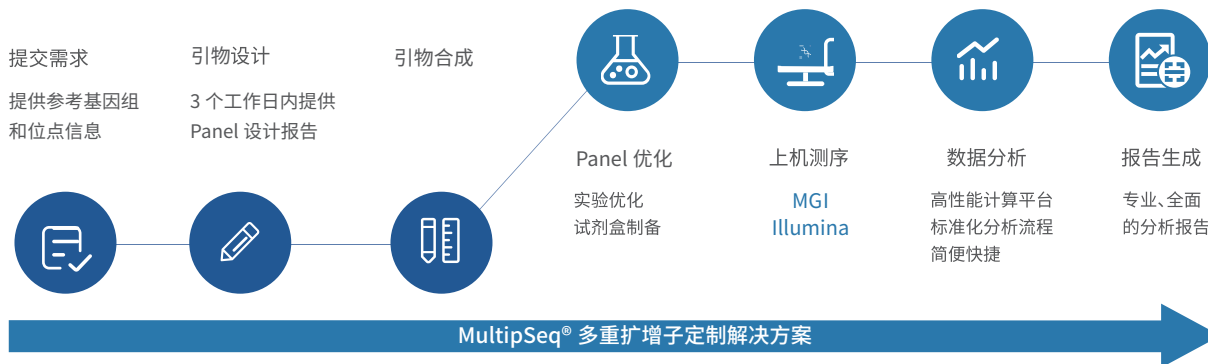 提交需求
提供参考基因组
和位点信息
引物设计
3 个工作日内提供
Panel 设计报告
引物合成
Panel 优化
实验优化
试剂盒制备
上机测序
MGI
Illumina
数据分析
高性能计算平台
标准化分析流程
简便快捷
报告生成
专业、全面
的分析报告
MultipSeq® 多重扩增子定制解决方案